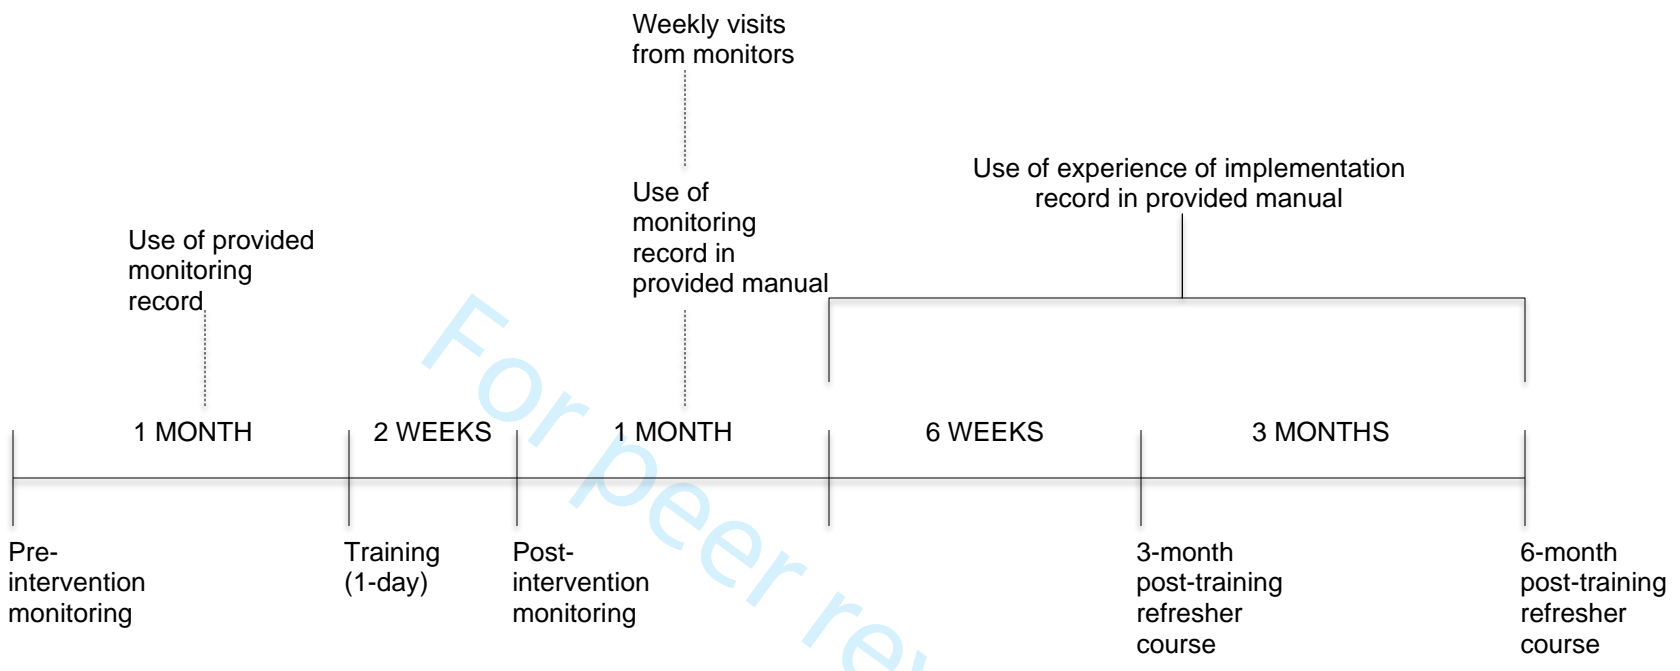 Weekly visits
from monitors
Use of experience of implementation
record in provided manual
Use of
monitoring
record in
provided manual
Use of provided
monitoring
record
1 MONTH
2 WEEKS
1 MONTH
6 WEEKS
3 MONTHS
Pre-
intervention
monitoring
Training
(1-day)
Post-
intervention
monitoring
3-month
post-training
refresher
course
6-month
post-training
refresher
course
For peer rev